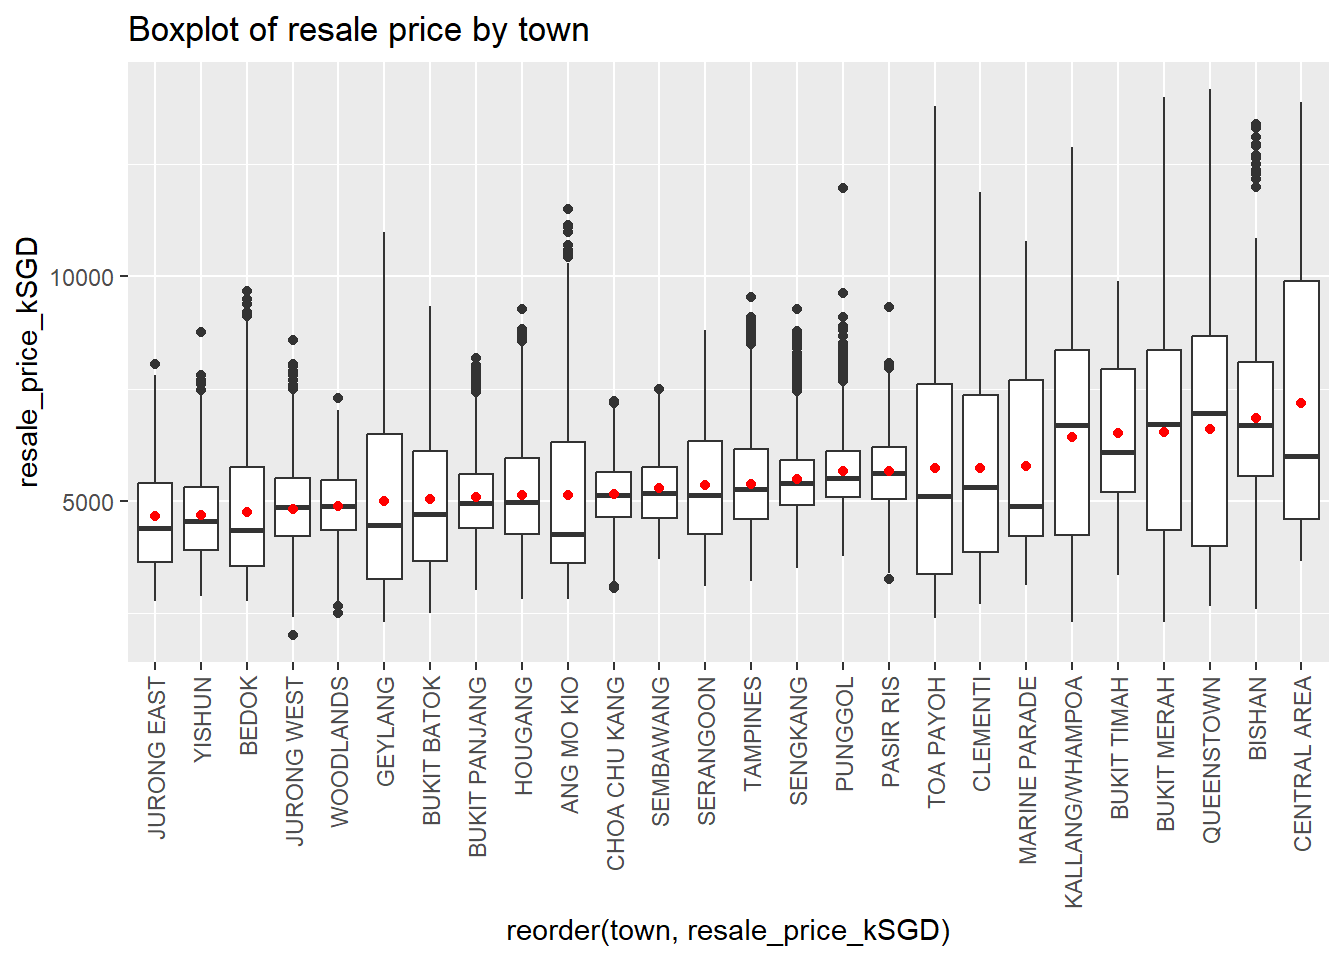 Boxplot of resale price by town
resale_price_kSGD
10000
5000
JURONG EAST
YISHUN
BEDOK
JURONG WEST
WOODLANDS
GEYLANG
BUKIT BATOK
BUKIT PANJANG
HOUGANG
ANG MO KIO
CHOA CHU KANG
SEMBAWANG
SERANGOON
TAMPINES
SENGKANG
PUNGGOL
PASIR RIS
TOA PAYOH
CLEMENTI
MARINE PARADE
KALLANG/WHAMPOA
BUKIT TIMAH
BUKIT MERAH
QUEENSTOWN
BISHAN
CENTRAL AREA
reorder(town, resale_price_kSGD)